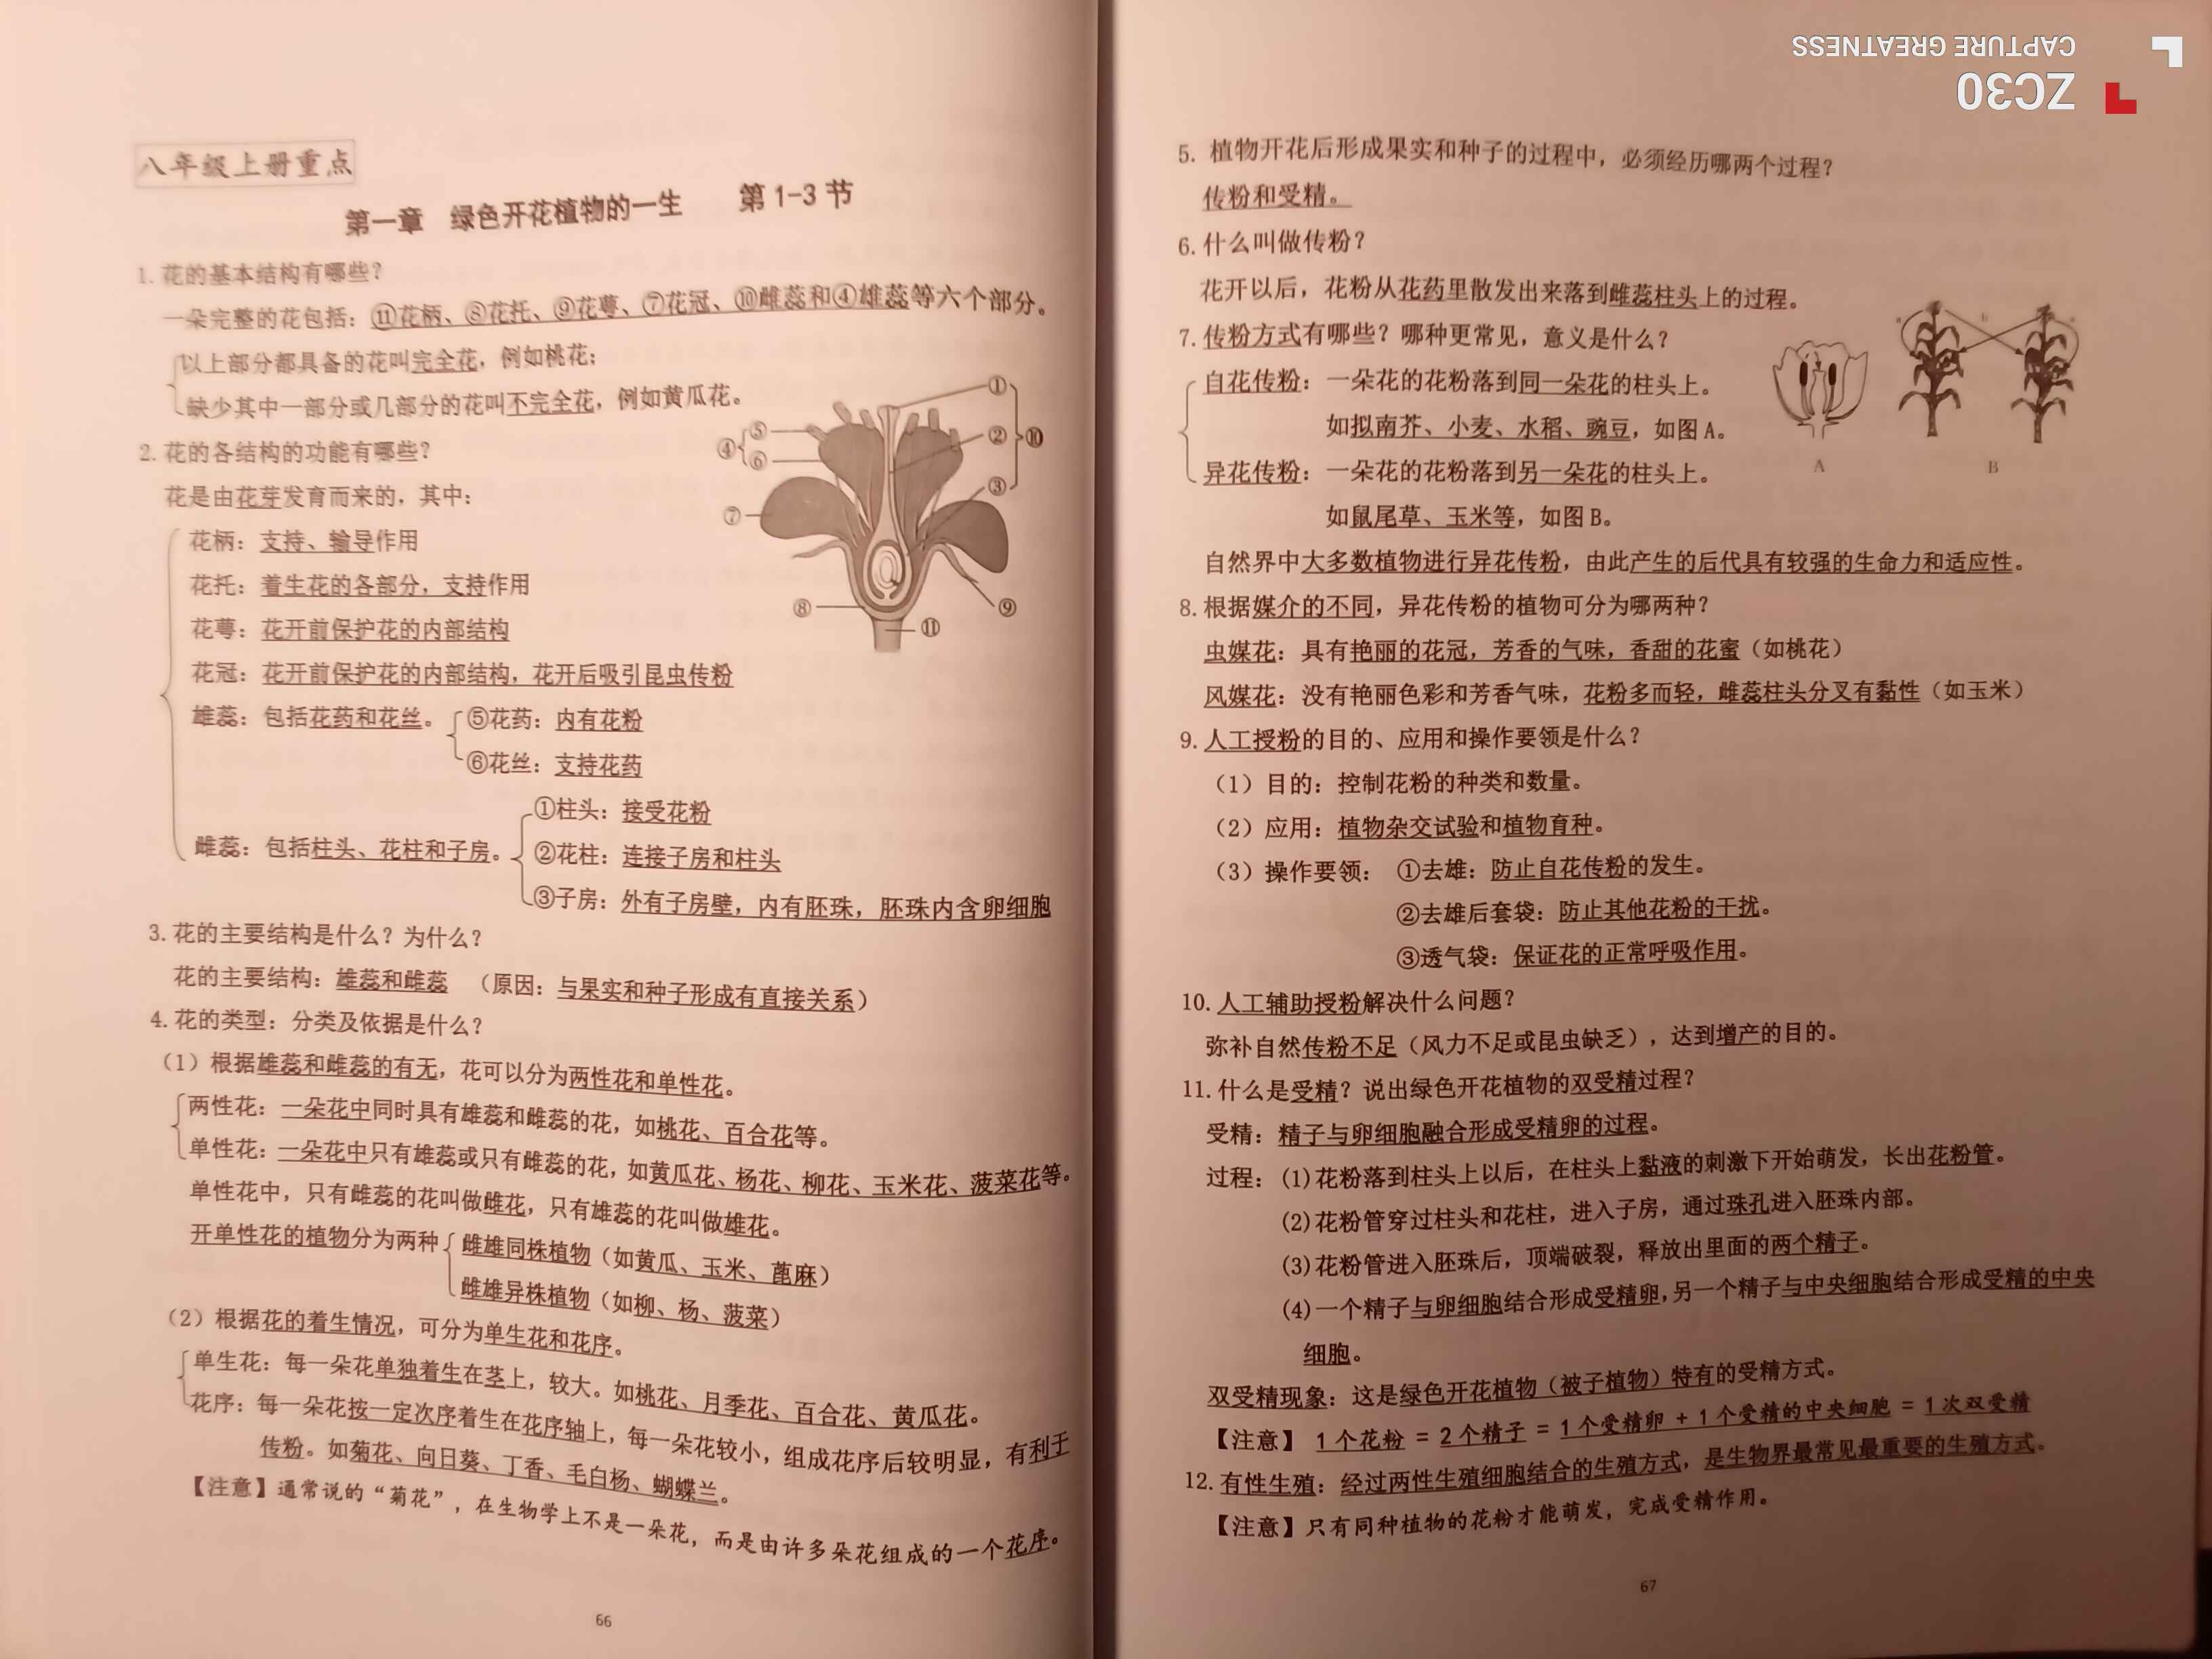 八年级上册重点
第一章 绿色开花植物的一生 第1-3节
1. 花的基本结构有哪些？
一朵完整的花包括：⑪花柄、⑧花托、⑨花萼、⑦花冠、⑩雌蕊和④雄蕊等六个部分。
以上部分都具备的花叫完全花，例如桃花；
缺少其中一部分或几部分的花叫不完全花，例如黄瓜花。
2. 花的各结构的功能有哪些？
花是由花芽发育而来的，其中：
花柄：支持、输导作用
花托：着生花的各部分，支持作用
花萼：花开前保护花的内部结构
花冠：花开前保护花的内部结构，花开后吸引昆虫传粉
雄蕊：包括花药和花丝。
⑤花药：内有花粉
⑥花丝：支持花药
雌蕊：包括柱头、花柱和子房。
①柱头：接受花粉
②花柱：连接子房和柱头
③子房：外有子房壁，内有胚珠，胚珠内含卵细胞
①
②
③
④
⑤
⑥
⑦
⑧
⑨
⑩
⑪
3. 花的主要结构是什么？为什么？
花的主要结构：雄蕊和雌蕊 （原因：与果实和种子形成有直接关系）
4. 花的类型：分类及依据是什么？
（1）根据雄蕊和雌蕊的有无，花可以分为两性花和单性花。
两性花：一朵花中同时具有雄蕊和雌蕊的花，如桃花、百合花等。
单性花：一朵花中只有雄蕊或只有雌蕊的花，如黄瓜花、杨花、柳花、玉米花、菠菜花等。
单性花中，只有雌蕊的花叫做雌花，只有雄蕊的花叫做雄花。
开单性花的植物分为两种
雌雄同株植物（如黄瓜、玉米、蓖麻）
雌雄异株植物（如柳、杨、菠菜）
（2）根据花的着生情况，可分为单生花和花序。
单生花：每一朵花单独着生在茎上，较大。如桃花、月季花、百合花、黄瓜花。
花序：每一朵花按一定次序着生在花序轴上，每一朵花较小，组成花序后较明显，有利于
传粉。如菊花、向日葵、丁香、毛白杨、蝴蝶兰。
【注意】通常说的“菊花”，在生物学上不是一朵花，而是由许多朵花组成的一个花序。
66
CAPTURE GREATNESS
ZC30
5. 植物开花后形成果实和种子的过程中，必须经历哪两个过程？
传粉和受精。
6. 什么叫做传粉？
花开以后，花粉从花药里散发出来落到雌蕊柱头上的过程。
7. 传粉方式有哪些？哪种更常见，意义是什么？
自花传粉：一朵花的花粉落到同一朵花的柱头上。
如拟南芥、小麦、水稻、豌豆，如图A。
异花传粉：一朵花的花粉落到另一朵花的柱头上。
如鼠尾草、玉米等，如图B。
a b a
A B
自然界中大多数植物进行异花传粉，由此产生的后代具有较强的生命力和适应性。
8. 根据媒介的不同，异花传粉的植物可分为哪两种？
虫媒花：具有艳丽的花冠，芳香的气味，香甜的花蜜（如桃花）
风媒花：没有艳丽色彩和芳香气味，花粉多而轻，雌蕊柱头分叉有黏性（如玉米）
9. 人工授粉的目的、应用和操作要领是什么？
（1）目的：控制花粉的种类和数量。
（2）应用：植物杂交试验和植物育种。
（3）操作要领： ①去雄：防止自花传粉的发生。
②去雄后套袋：防止其他花粉的干扰。
③透气袋：保证花的正常呼吸作用。
10. 人工辅助授粉解决什么问题？
弥补自然传粉不足（风力不足或昆虫缺乏），达到增产的目的。
11. 什么是受精？说出绿色开花植物的双受精过程？
受精：精子与卵细胞融合形成受精卵的过程。
过程：(1)花粉落到柱头上以后，在柱头上黏液的刺激下开始萌发，长出花粉管。
(2)花粉管穿过柱头和花柱，进入子房，通过珠孔进入胚珠内部。
(3)花粉管进入胚珠后，顶端破裂，释放出里面的两个精子。
(4)一个精子与卵细胞结合形成受精卵,另一个精子与中央细胞结合形成受精的中央
细胞。
双受精现象：这是绿色开花植物（被子植物）特有的受精方式。
【注意】 1个花粉 = 2个精子 = 1个受精卵 + 1个受精的中央细胞 = 1次双受精
12. 有性生殖：经过两性生殖细胞结合的生殖方式，是生物界最常见最重要的生殖方式。
【注意】只有同种植物的花粉才能萌发，完成受精作用。
67